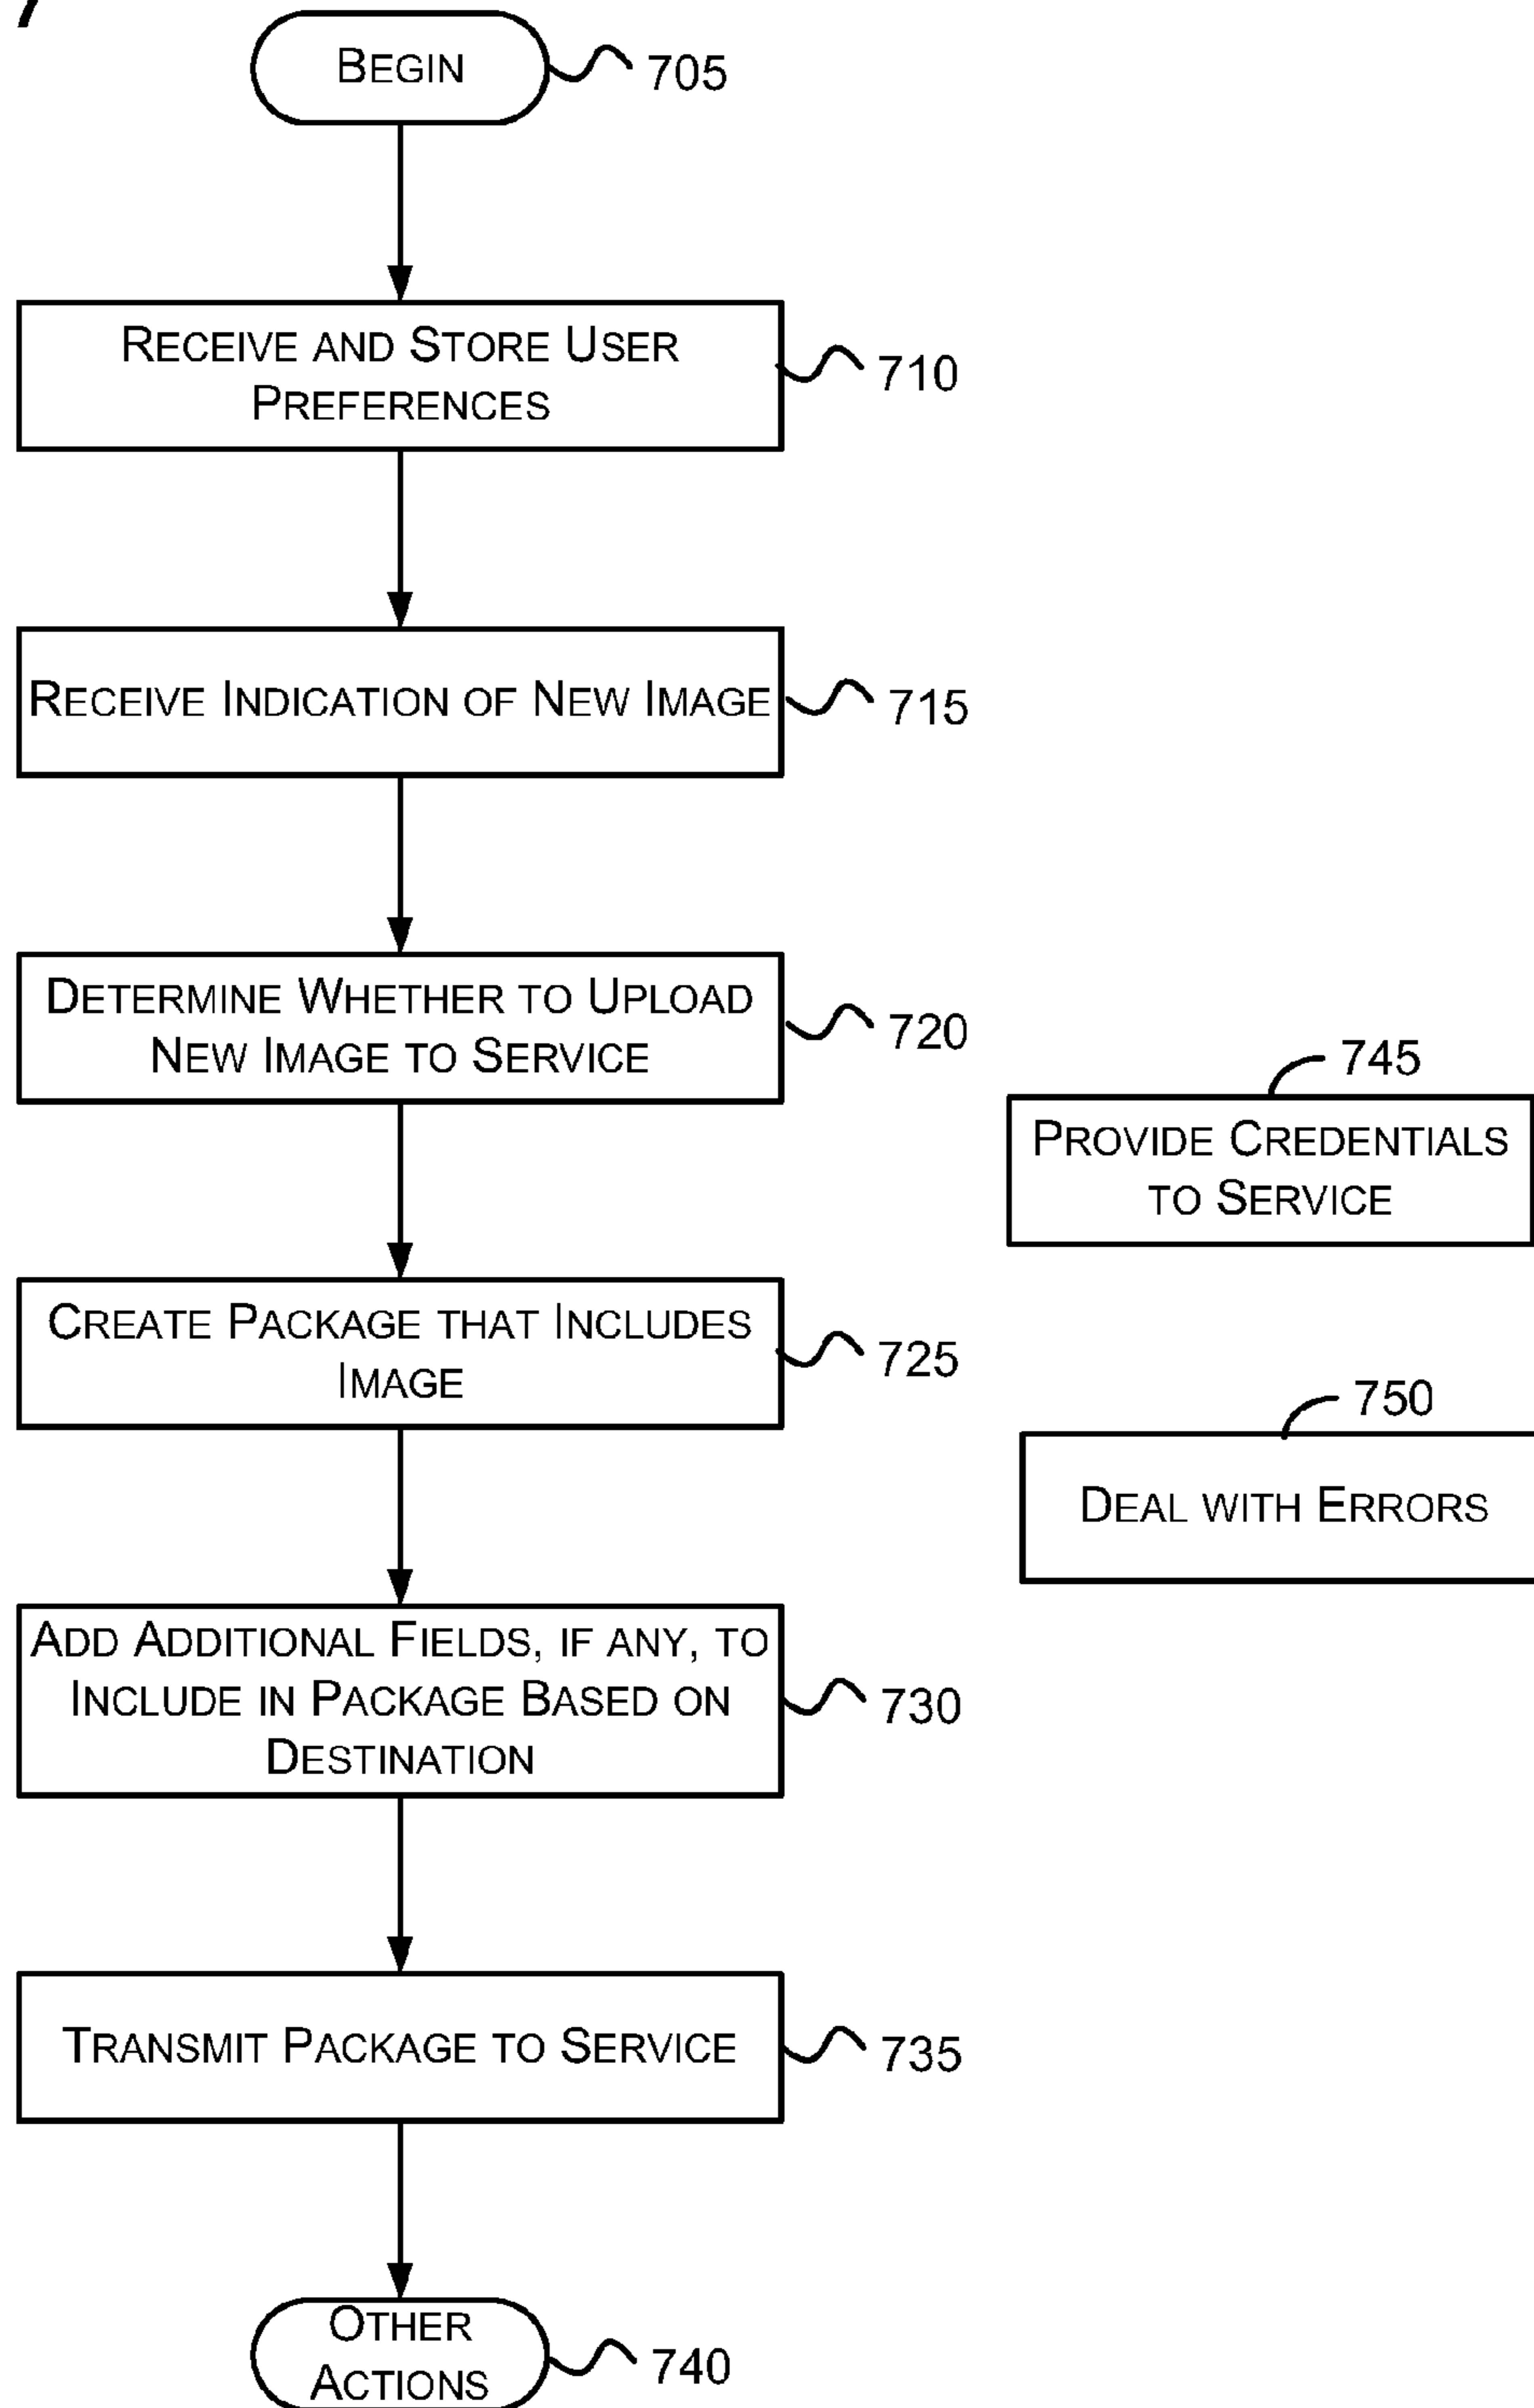 7
BEGIN
705
RECEIVE AND STORE USER
PREFERENCES
710
RECEIVE INDICATION OF NEW IMAGE
715
DETERMINE WHETHER TO UPLOAD
NEW IMAGE TO SERVICE
720
745
PROVIDE CREDENTIALS
TO SERVICE
CREATE PACKAGE THAT INCLUDES
IMAGE
725
750
DEAL WITH ERRORS
ADD ADDITIONAL FIELDS, IF ANY, TO
INCLUDE IN PACKAGE BASED ON
DESTINATION
730
TRANSMIT PACKAGE TO SERVICE
735
OTHER
ACTIONS
740